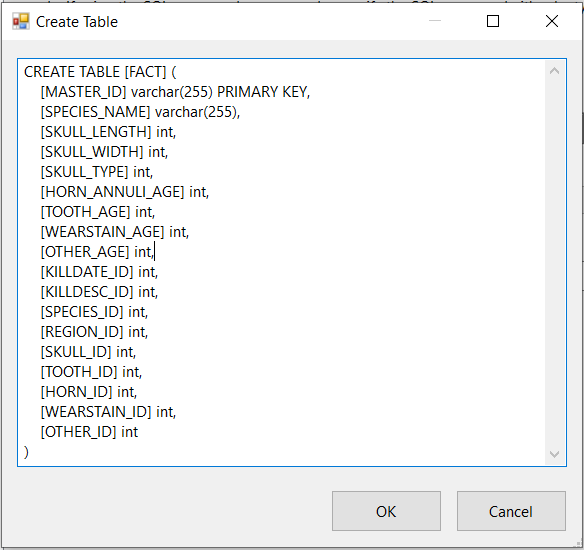 Create Table
CREATE TABLE [FACT] (
[MASTER_ID] varchar(255) PRIMARY KEY,
[SPECIES_NAME] varchar(255),
[SKULL_LENGTH] int,
[SKULL_WIDTH] int,
[SKULL_TYPE] int,
[HORN_ANNULI_AGE] int,
[TOOTH_AGE] int,
[WEARSTAIN_AGE] int,
[OTHER_AGE] int,
[KILLDATE_ID] int,
[KILLDESC_ID] int,
[SPECIES_ID] int,
[REGION_ID] int,
[SKULL_ID] int,
[TOOTH_ID] int,
[HORN_ID] int,
[WEARSTAIN_ID] int,
[OTHER_ID] int
)
OK Cancel